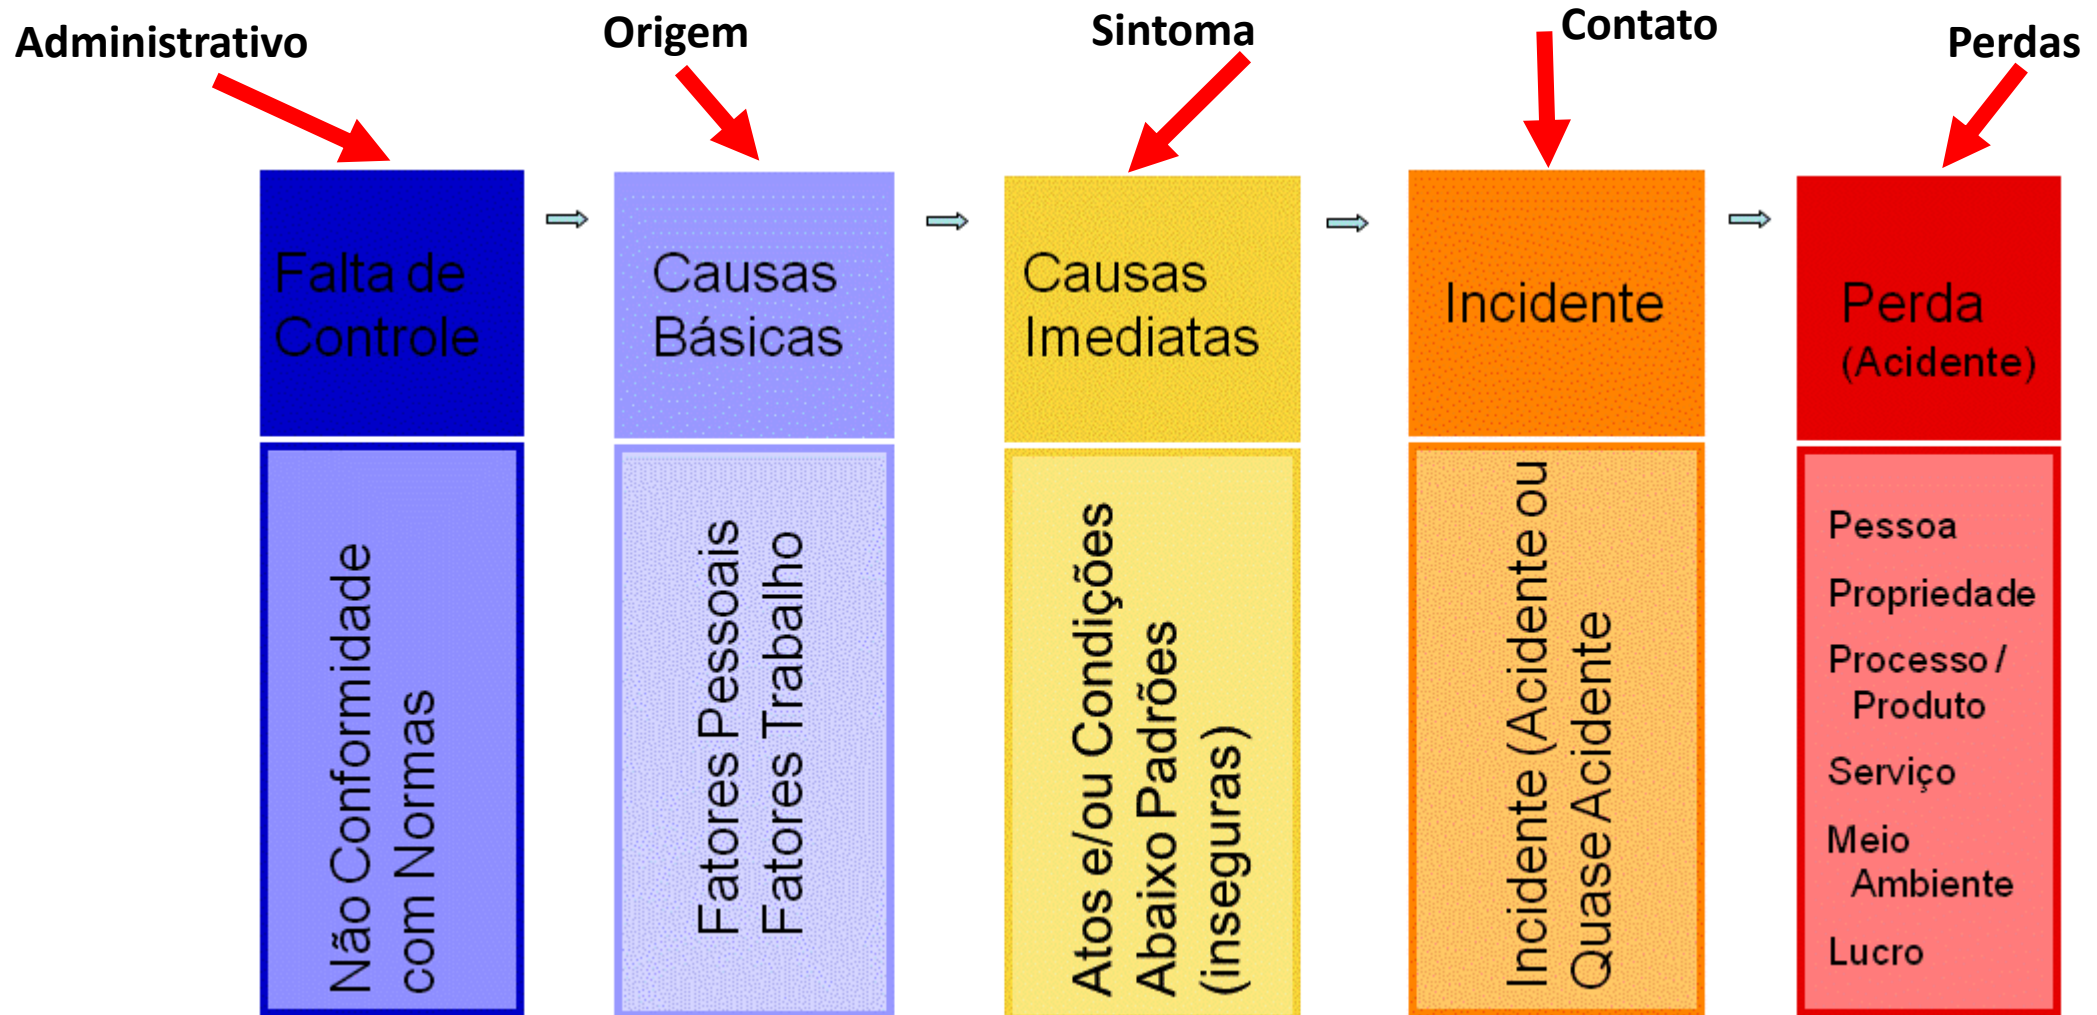 Administrativo
Origem
Sintoma
Contato
Perdas
Falta de
Controle
Causas
Básicas
Causas
Imediatas
Incidente
Perda
(Acidente)
Não Conformidade
com Normas
Fatores Pessoais
Fatores Trabalho
Atos e/ou Condições
Abaixo Padrões
(inseguras)
Incidente (Acidente ou
Quase Acidente
Pessoa
Propriedade
Processo /
Produto
Serviço
Meio
Ambiente
Lucro